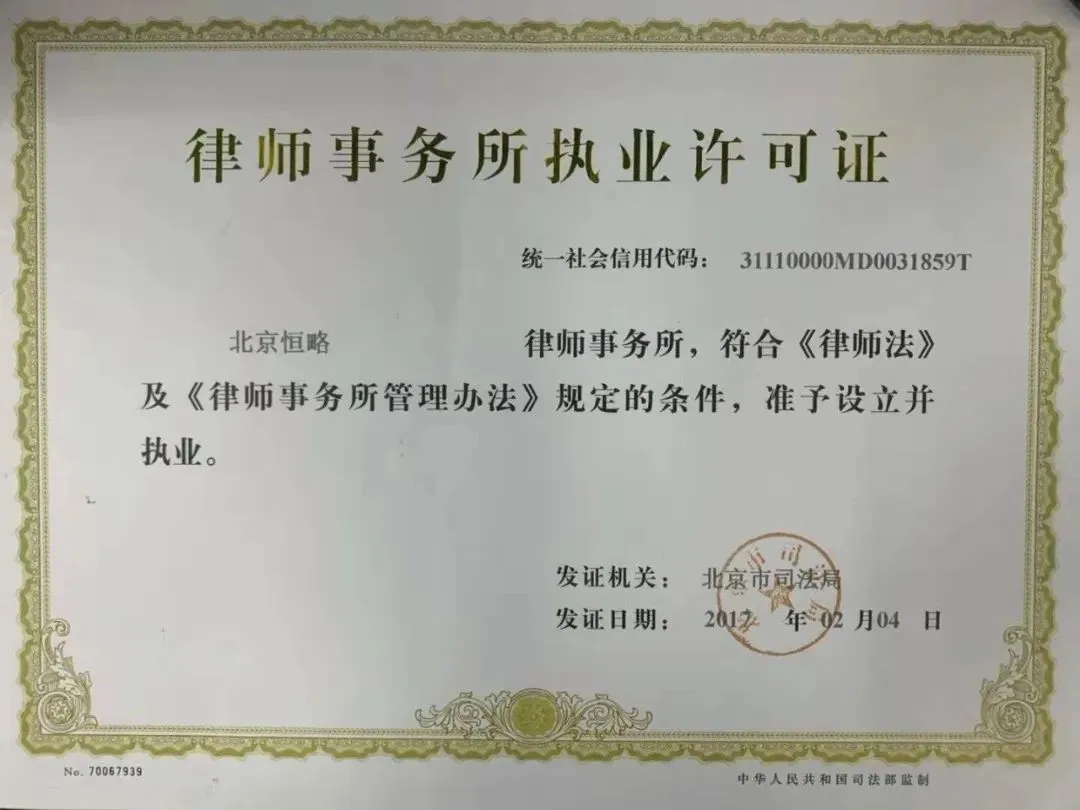 律师事务所执业许可证
统一社会信用代码： 31110000MD0031859T
北京恒略 律师事务所，符合《律师法》
及《律师事务所管理办法》规定的条件，准予设立并
执业。
发证机关： 北京市司法局
发证日期： 2017 年 02 月 04 日
No. 70067939
中华人民共和国司法部监制